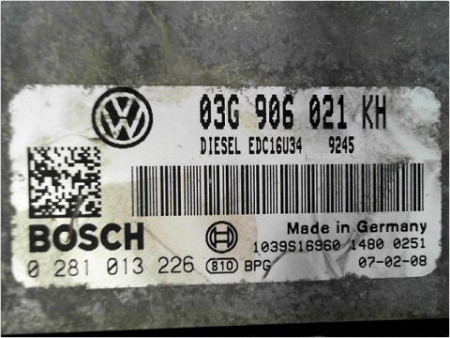 03G 906 021 KH
DIESEL EDC16U34 9245
BOSCH
Made in Germany
1039S16960 1480 0251
0 281 013 226 810 BPG 07-02-08